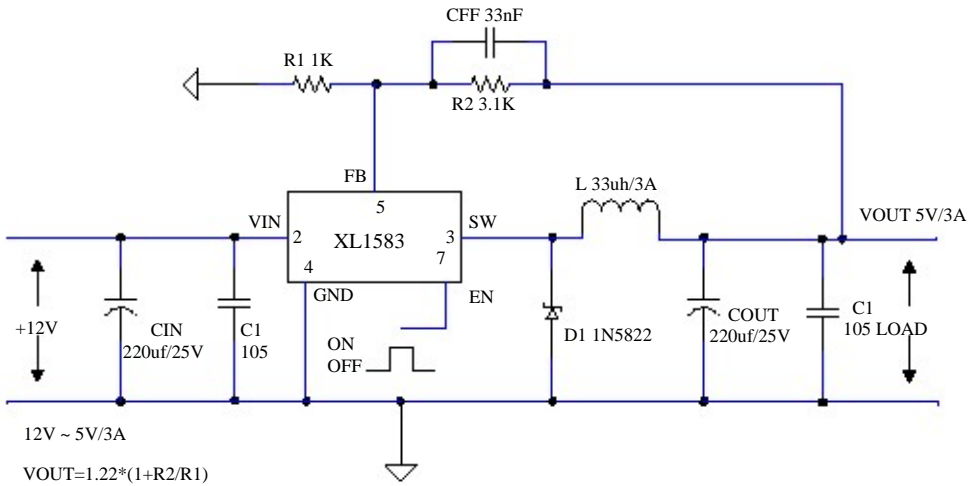 CFF 33nF
R1 1K
R2 3.1K
FB
L 33uh/3A
5
VIN
SW
VOUT 5V/3A
2
XL1583
3
7
4
GND
EN
+12V
CIN
220uf/25V
C1
105
ON
OFF
D1 1N5822
COUT
220uf/25V
C1
105 LOAD
12V ~ 5V/3A
VOUT=1.22*(1+R2/R1)